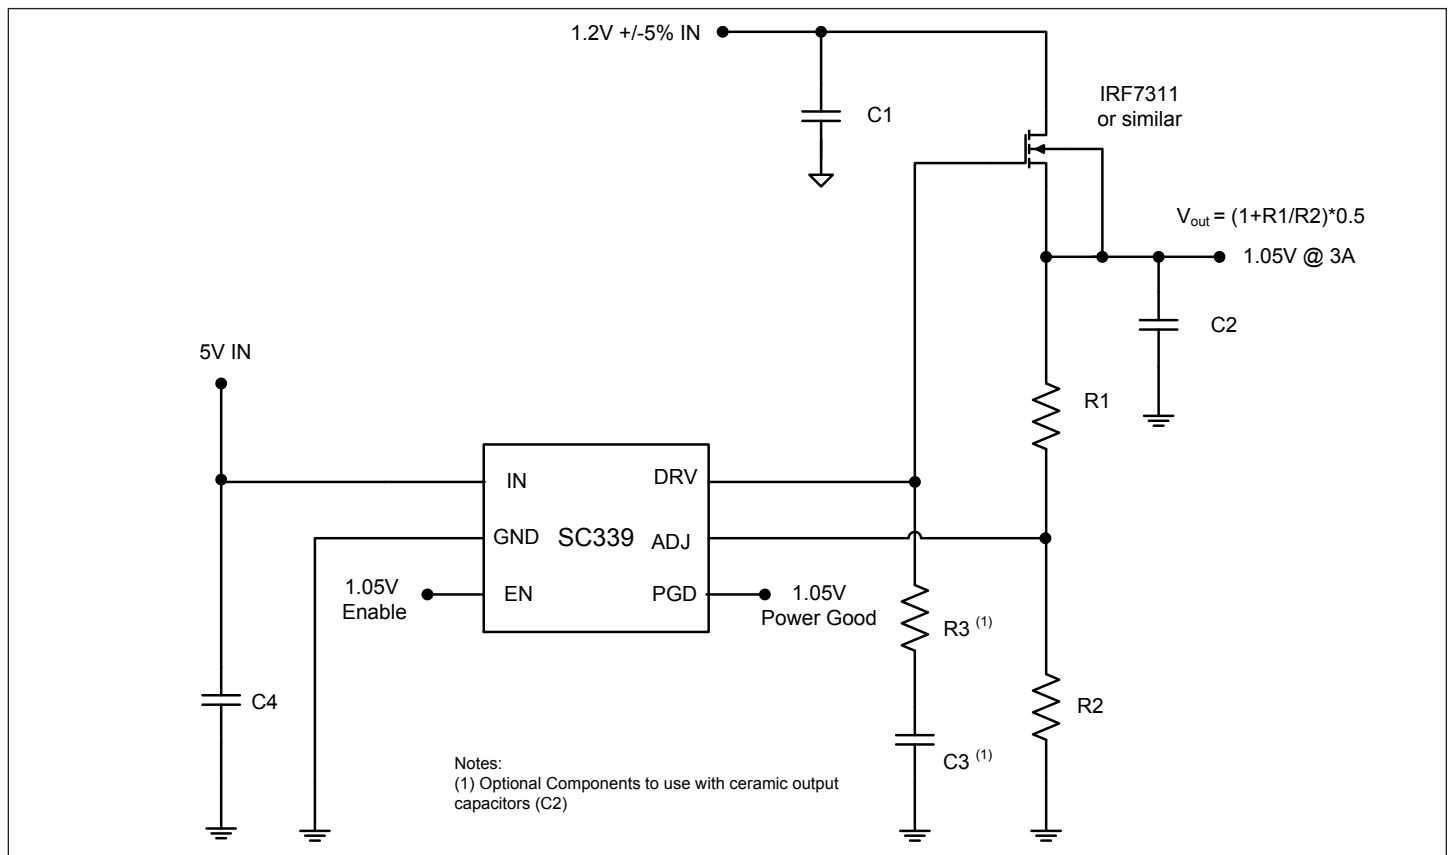 1.2V +/-5% IN
C1
IRF7311
or similar
Vout = (1+R1/R2)*0.5
1.05V @ 3A
C2
5V IN
R1
IN
DRV
GND
SC339
ADJ
1.05V
Enable
EN
PGD
1.05V
Power Good
R3 (1)
C4
R2
C3 (1)
Notes:
(1) Optional Components to use with ceramic output
capacitors (C2)